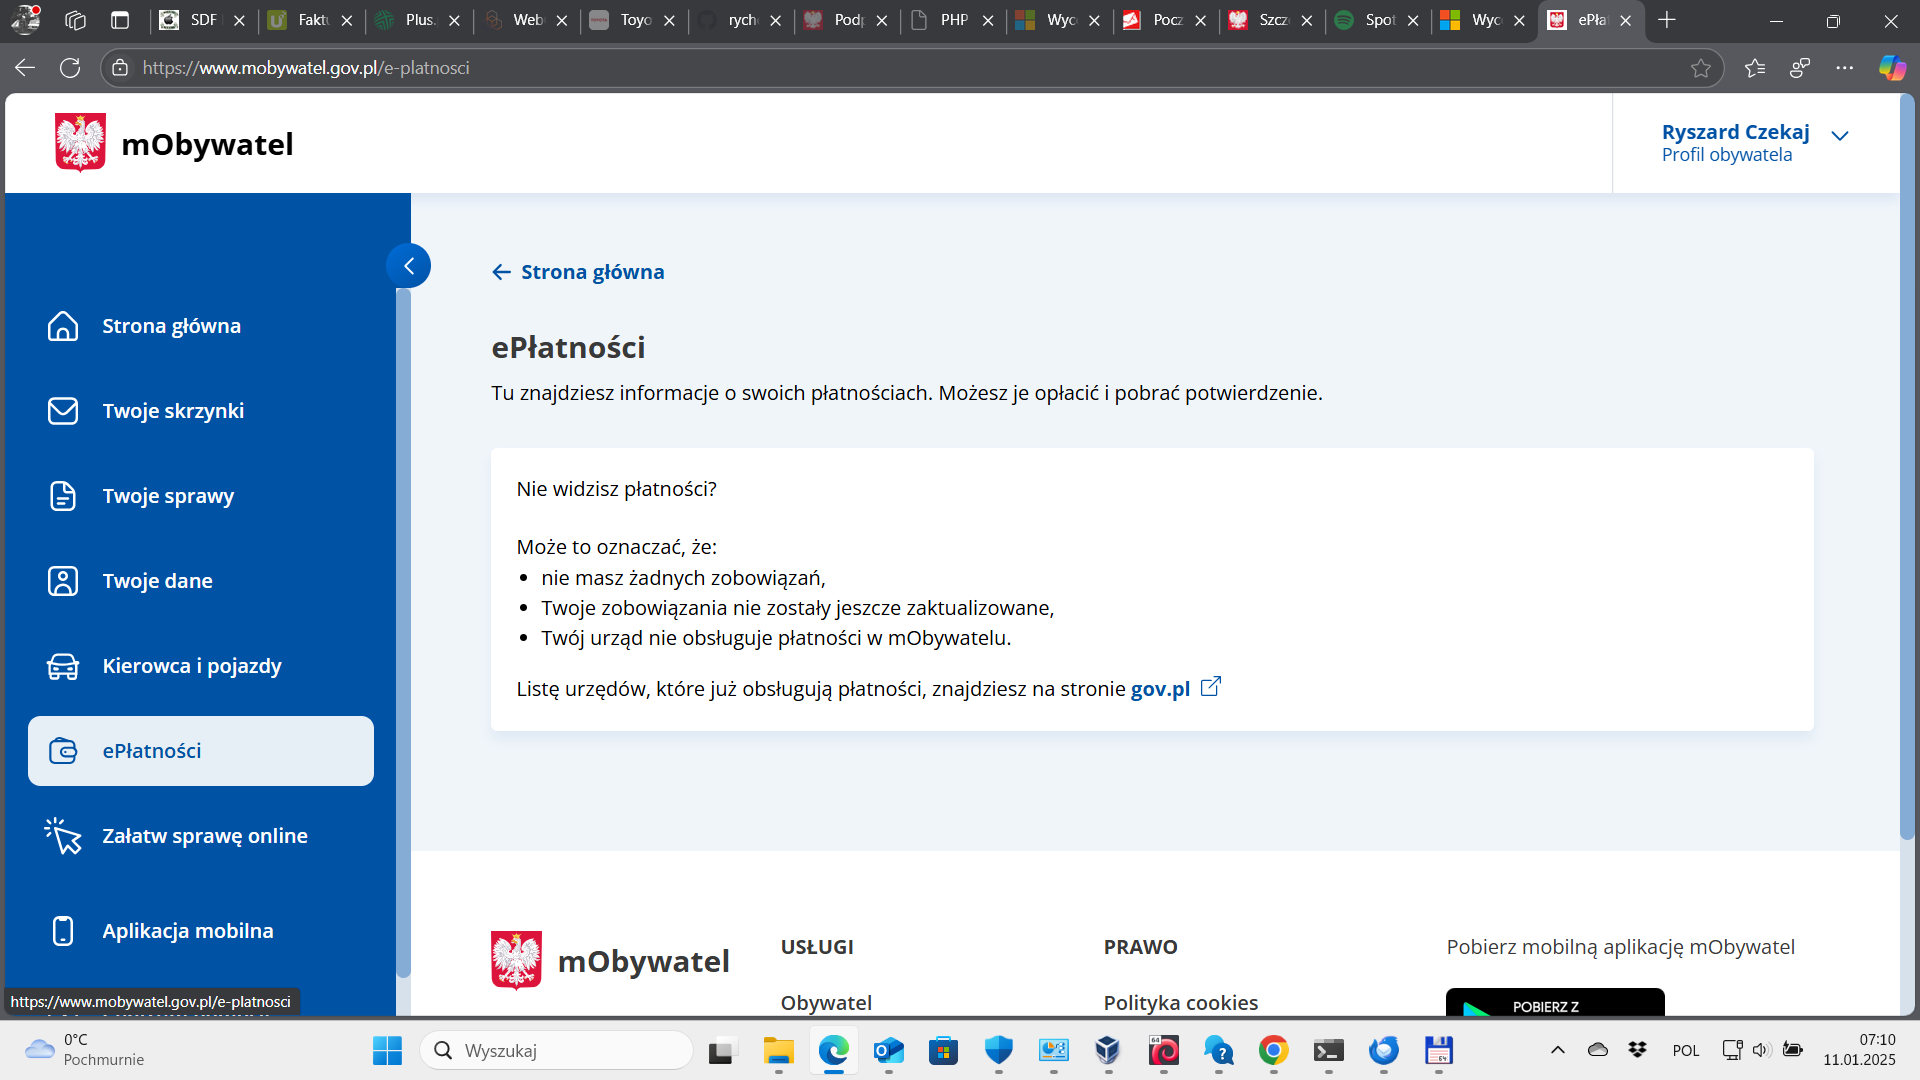 SDF
Faktu
Plus.
Web
Toyo
rych
Podp
PHP
Wyc
Pocz
Szcz
Spot
Wyc
ePła
https://www.mobywatel.gov.pl/e-platnosci
mObywatel
Ryszard Czekaj
Profil obywatela
Strona główna
Twoje skrzynki
Twoje sprawy
Twoje dane
Kierowca i pojazdy
ePłatności
Załatw sprawę online
Aplikacja mobilna
Strona główna
ePłatności
Tu znajdziesz informacje o swoich płatnościach. Możesz je opłacić i pobrać potwierdzenie.
Nie widzisz płatności?
Może to oznaczać, że:
• nie masz żadnych zobowiązań,
• Twoje zobowiązania nie zostały jeszcze zaktualizowane,
• Twój urząd nie obsługuje płatności w mObywatelu.
Listę urzędów, które już obsługują płatności, znajdziesz na stronie gov.pl
mObywatel
USŁUGI
Obywatel
PRAWO
Polityka cookies
Pobierz mobilną aplikację mObywatel
POBIERZ Z
https://www.mobywatel.gov.pl/e-platnosci
0°C
Pochmurnie
Wyszukaj
64
64
POL
07:10
11.01.2025